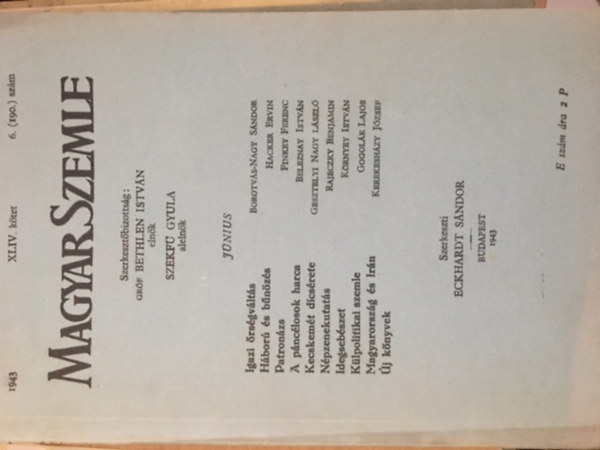 1943 XLIV. kötet 6. (190.) szám
MAGYAR SZEMLE
Szerkesztőbizottság:
GRÓF BETHLEN ISTVÁN
elnök
SZEKFŰ GYULA
alelnök
JÚNIUS
Igazi őrségváltás BOROTVÁS-NAGY SÁNDOR
Háború és bűnözés HACKER ERVIN
Patronázs PINKEY FERENC
A páncélosok harca BELEZNAY ISTVÁN
Kecskemét dicsérete GESZTELYI NAGY LÁSZLÓ
Népzenekutatás RAJECZKY BENJAMIN
Idegsebészet KÖRNYEY ISTVÁN
Külpolitikai szemle GOGOLÁK LAJOS
Magyarország és Irán KEREKESHÁZY JÓZSEF
Új könyvek
Szerkeszti
ECKHARDT SÁNDOR
BUDAPEST
1943
E szám ára 2 P